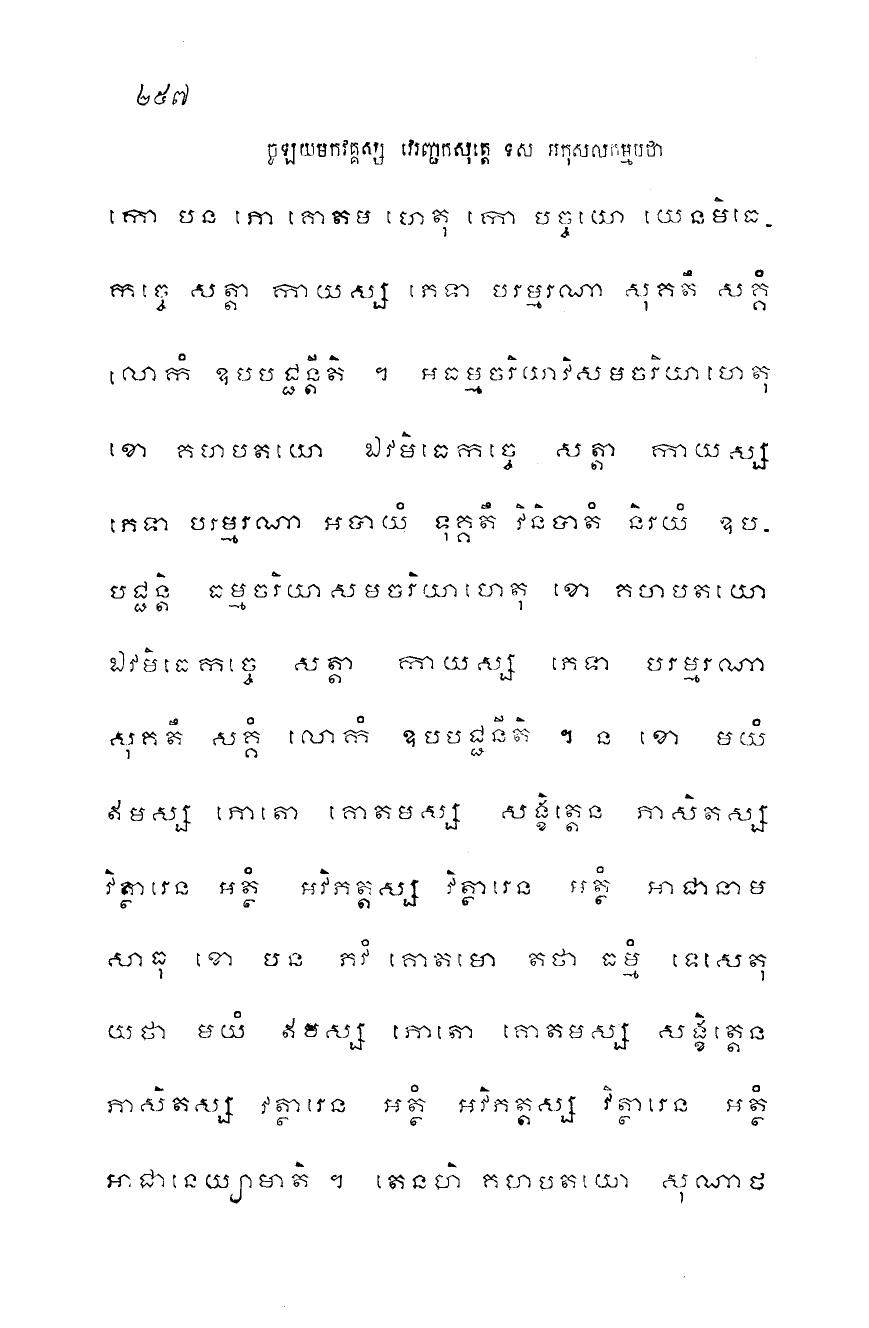 ២៥៧
ចូឡយមកវគ្គស្ស វេរញ្ជកសុត្តេ ទស អកុសលកម្មបថា
កោ បន ភោ គោតម ហេតុ កោ បច្ចយោ យេនមិធេ-
កច្ចេ សត្តា កាយស្ស ភេទា បរម្មរណា សុគតឹ សគ្គំ
លោកំ ឧបបជ្ជន្តីតិ ។ អធម្មចរិយាវិសមចរិយាហេតុ
ខោ គហបតយោ ឯវមិធេកច្ចេ សត្តា កាយស្ស
ភេទា បរម្មរណា អបាយំ ទុគ្គតឹ វិនិបាតំ និរយំ ឧប-
បជ្ជន្តិ ធម្មចរិយាសមចរិយាហេតុ ខោ គហបតយោ
ឯវមិធេកច្ចេ សត្តា កាយស្ស ភេទា បរម្មរណា
សុគតឹ សគ្គំ លោកំ ឧបបជ្ជនីតិ ។ ន ខោ មយំ
ឥមស្ស ភោតោ គោតមស្ស សង្ខិត្តេន ភាសិតស្ស
វិត្ថារេន អត្ថំ អវិភត្តស្ស វិត្ថារេន អត្ថំ អាជានាម
សាធុ ខោ បន ភវំ គោតមោ តថា ធម្មំ ទេសេតុ
យថា មយំ ឥមស្ស ភោតោ គោតមស្ស សង្ខិត្តេន
ភាសិតស្ស វត្ថារេន អត្ថំ អវិភត្តស្ស វិត្ថារេន អត្ថំ
អាជានេយ្យាមាតិ ។ តេនហិ គហបតយោ សុណាថ